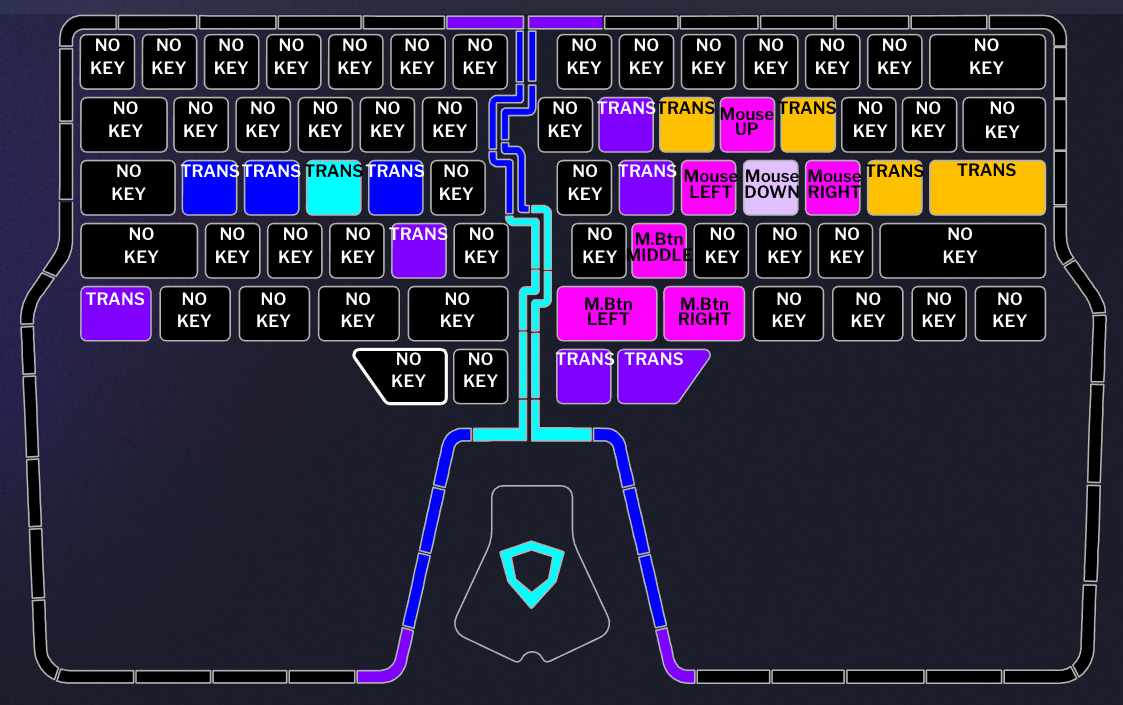 NO KEY NO KEY NO KEY NO KEY NO KEY NO KEY NO KEY NO KEY NO KEY NO KEY NO KEY NO KEY NO KEY NO KEY
NO KEY NO KEY NO KEY NO KEY NO KEY NO KEY NO KEY TRANS TRANS Mouse UP TRANS NO KEY NO KEY NO KEY
NO KEY TRANS TRANS TRANS TRANS NO KEY NO KEY TRANS Mouse LEFT Mouse DOWN Mouse RIGHT TRANS TRANS
NO KEY NO KEY NO KEY NO KEY TRANS NO KEY NO KEY M.Btn MIDDLE NO KEY NO KEY NO KEY NO KEY
TRANS NO KEY NO KEY NO KEY NO KEY M.Btn LEFT M.Btn RIGHT NO KEY NO KEY NO KEY NO KEY
NO KEY NO KEY TRANS TRANS